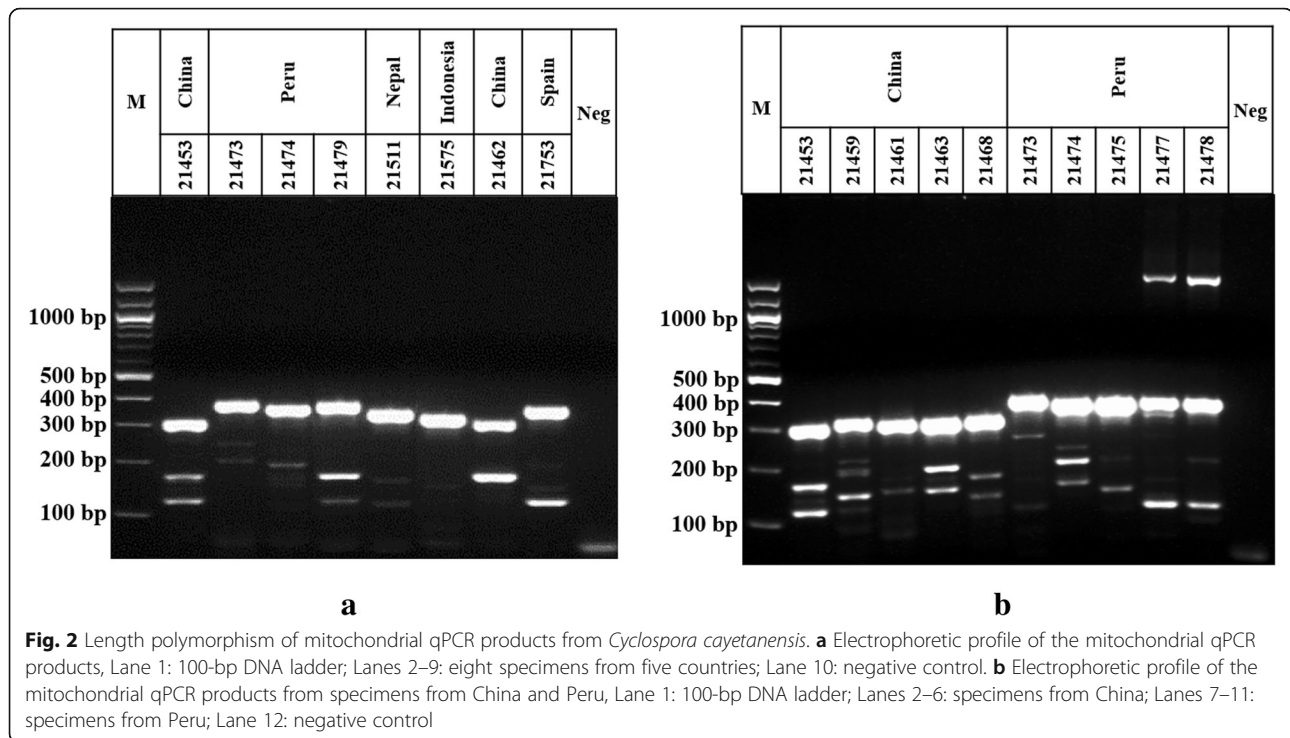 M China Peru Nepal Indonesia China Spain Neg
21453 21473 21474 21479 21511 21575 21462 21753
1000 bp
500 bp
400 bp
300 bp
200 bp
100 bp
a
M China Peru Neg
21453 21459 21461 21463 21468 21473 21474 21475 21477 21478
1000 bp
500 bp
400 bp
300 bp
200 bp
100 bp
b
Fig. 2 Length polymorphism of mitochondrial qPCR products from Cyclospora cayetanensis. a Electrophoretic profile of the mitochondrial qPCR
products, Lane 1: 100-bp DNA ladder; Lanes 2–9: eight specimens from five countries; Lane 10: negative control. b Electrophoretic profile of the
mitochondrial qPCR products from specimens from China and Peru, Lane 1: 100-bp DNA ladder; Lanes 2–6: specimens from China; Lanes 7–11:
specimens from Peru; Lane 12: negative control